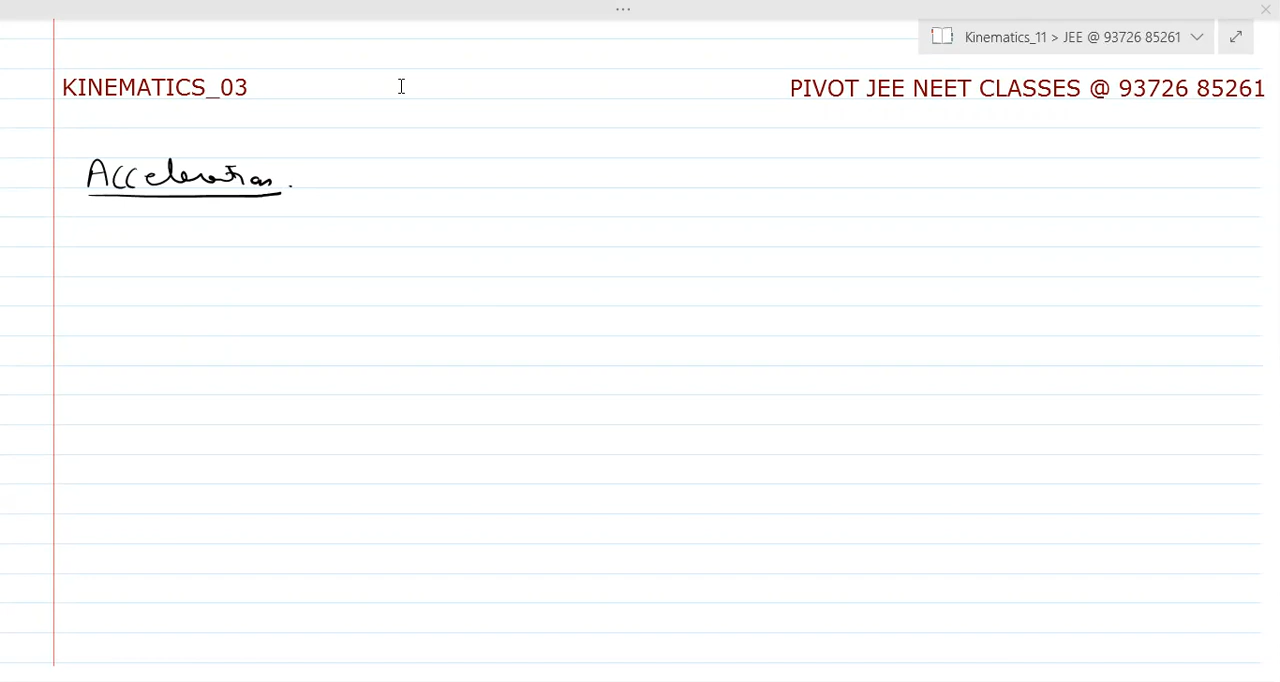 Kinematics_11 > JEE @ 93726 85261
KINEMATICS_03 PIVOT JEE NEET CLASSES @ 93726 85261
Acceleration.